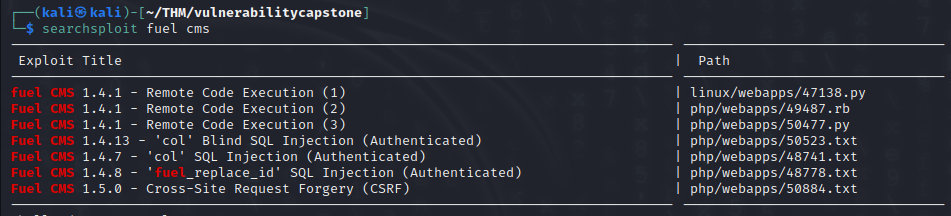 (kali㉿kali)-[~/THM/vulnerabilitycapstone]
$ searchsploit fuel cms
Exploit Title | Path
fuel CMS 1.4.1 - Remote Code Execution (1) | linux/webapps/47138.py
Fuel CMS 1.4.1 - Remote Code Execution (2) | php/webapps/49487.rb
Fuel CMS 1.4.1 - Remote Code Execution (3) | php/webapps/50477.py
Fuel CMS 1.4.13 - 'col' Blind SQL Injection (Authenticated) | php/webapps/50523.txt
Fuel CMS 1.4.7 - 'col' SQL Injection (Authenticated) | php/webapps/48741.txt
Fuel CMS 1.4.8 - 'fuel_replace_id' SQL Injection (Authenticated) | php/webapps/48778.txt
Fuel CMS 1.5.0 - Cross-Site Request Forgery (CSRF) | php/webapps/50884.txt